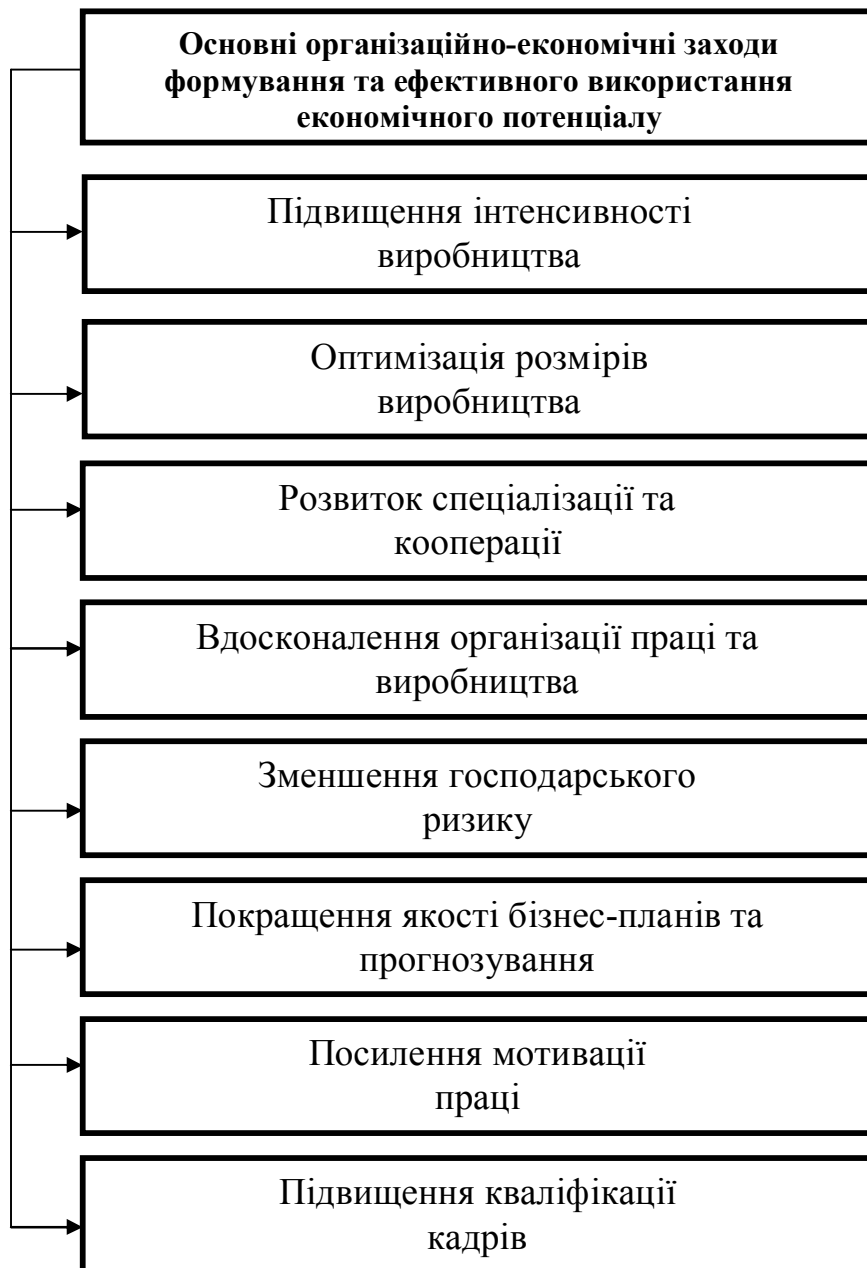 Основні організаційно-економічні заходи
формування та ефективного використання
економічного потенціалу
Підвищення інтенсивності
виробництва
Оптимізація розмірів
виробництва
Розвиток спеціалізації та
кооперації
Вдосконалення організації праці та
виробництва
Зменшення господарського
ризику
Покращення якості бізнес-планів та
прогнозування
Посилення мотивації
праці
Підвищення кваліфікації
кадрів